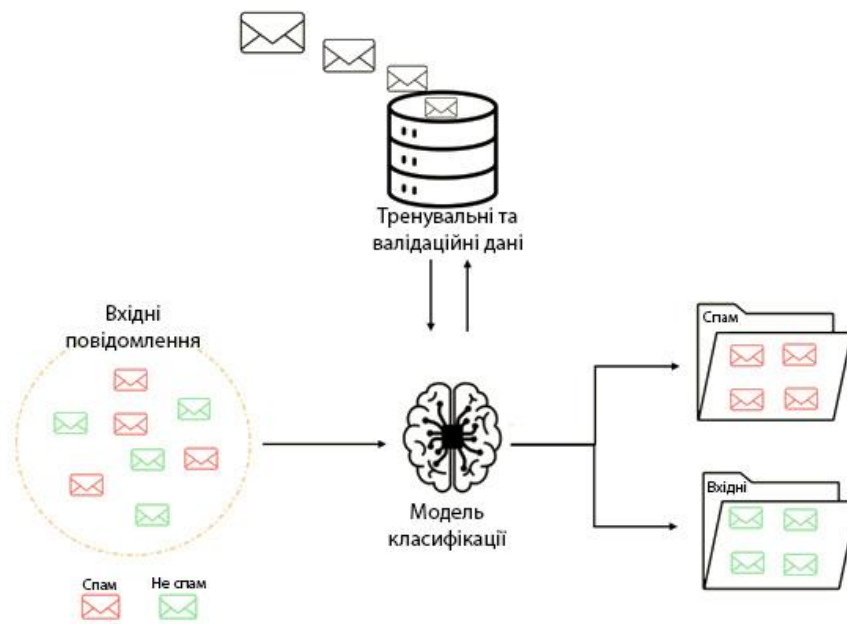 Тренувальні та
валідаційні дані
Вхідні
повідомлення
Спам
Модель
класифікації
Вхідні
Спам
Не спам